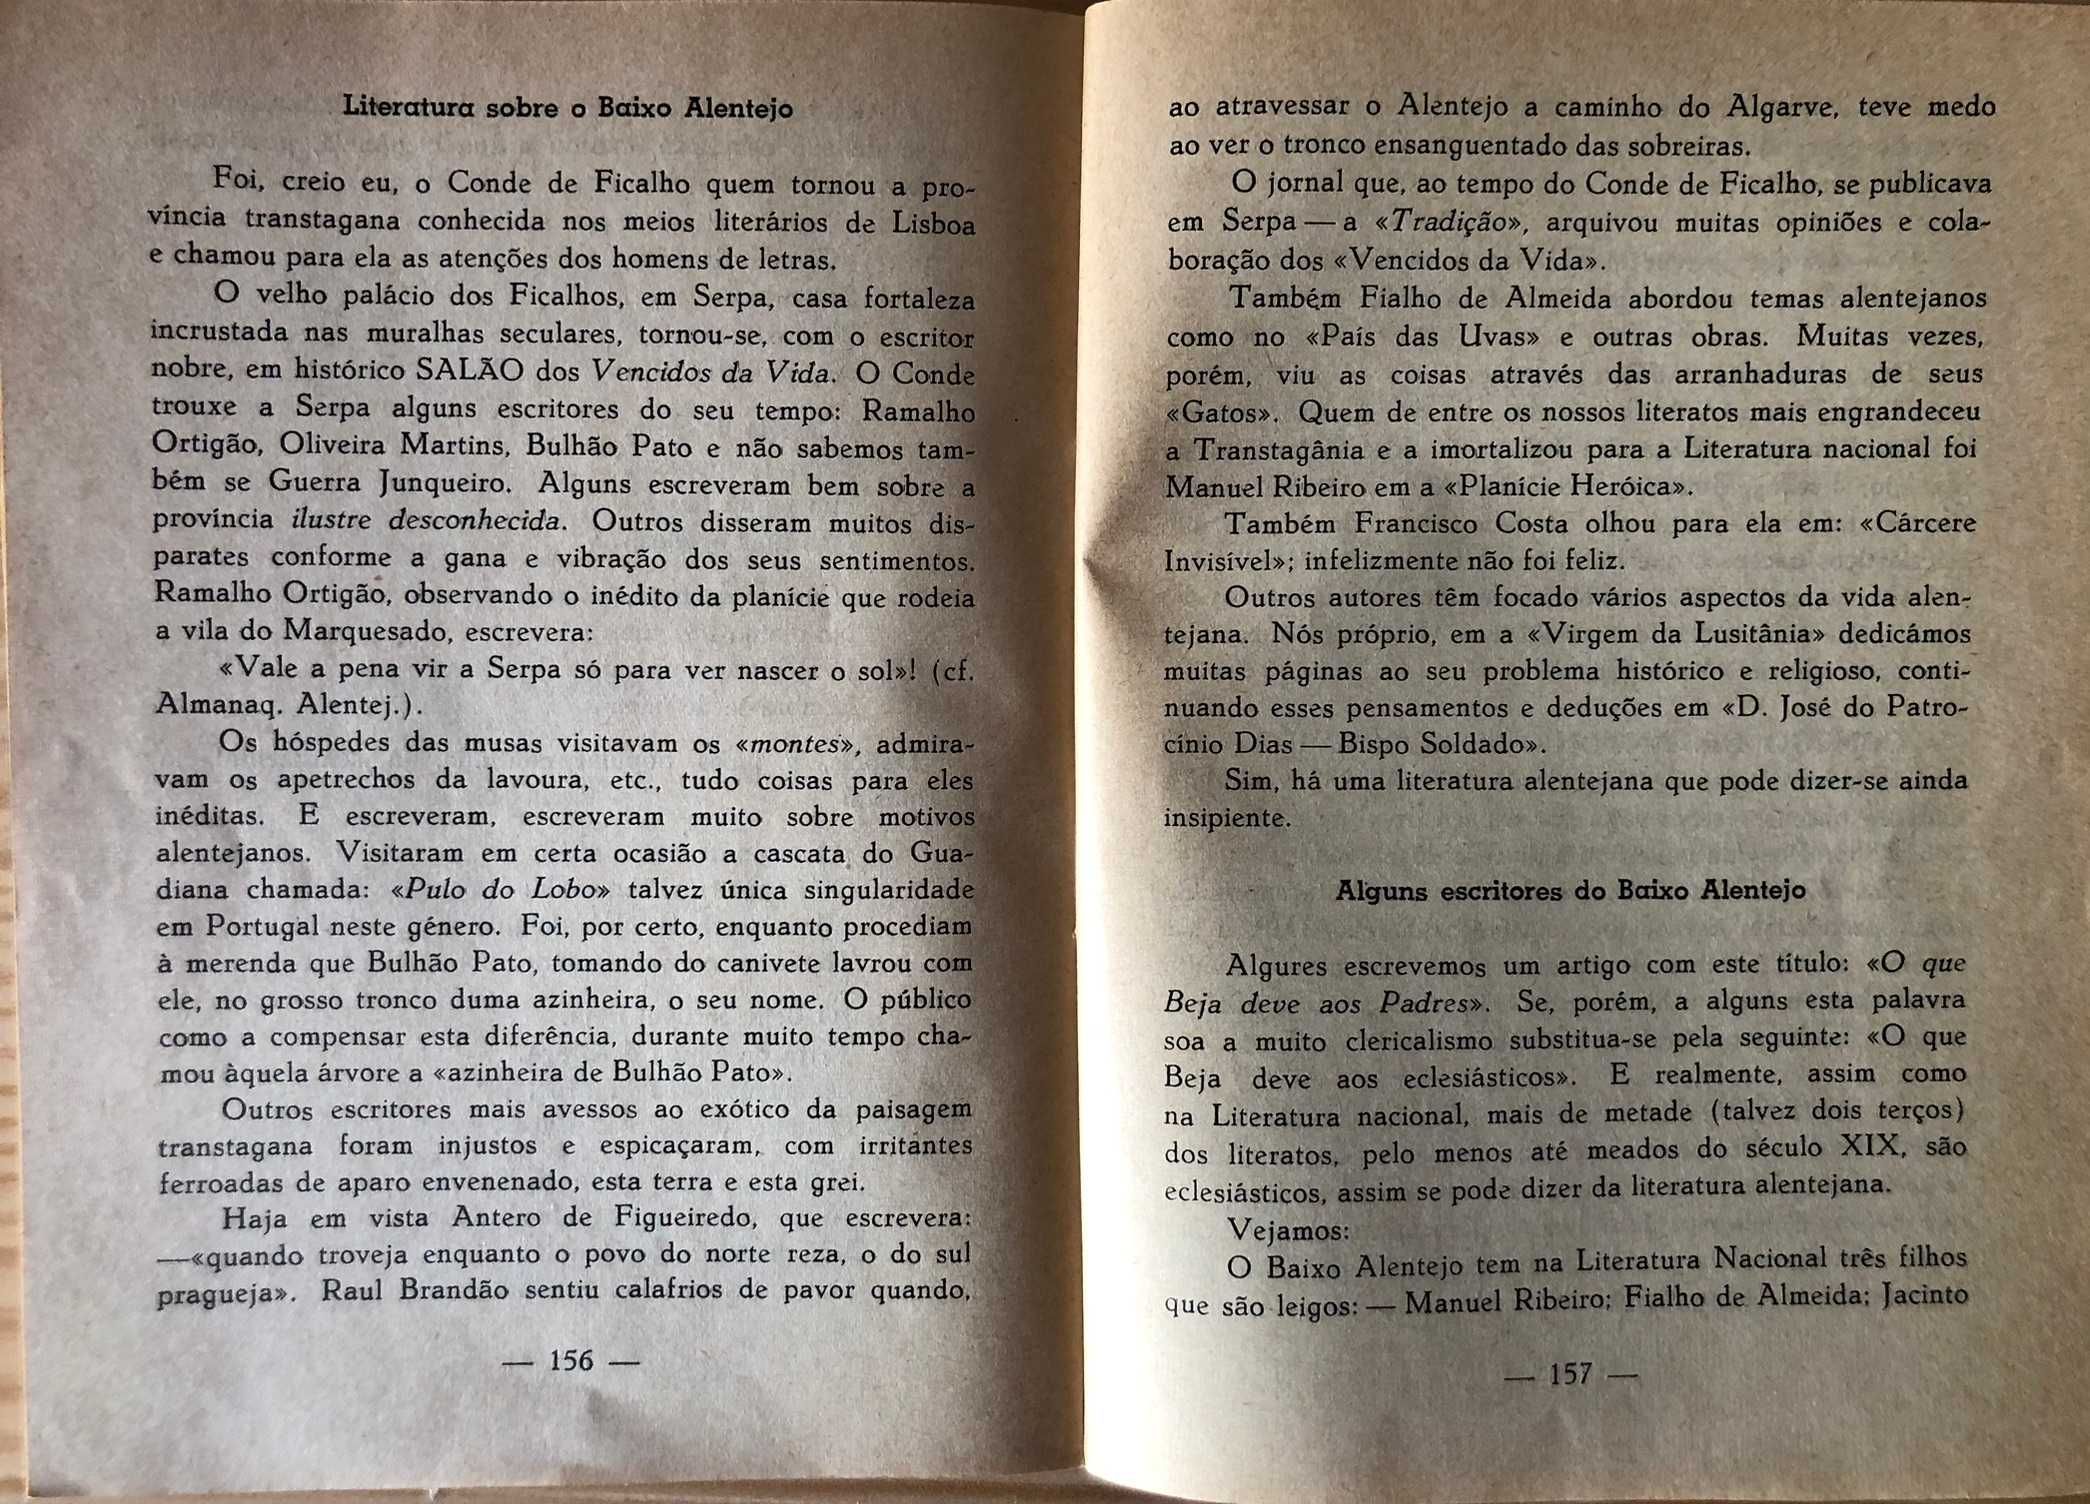 Literatura sobre o Baixo Alentejo
Foi, creio eu, o Conde de Ficalho quem tornou a pro-
víncia transtagana conhecida nos meios literários de Lisboa
e chamou para ela as atenções dos homens de letras.
O velho palácio dos Ficalhos, em Serpa, casa fortaleza
incrustada nas muralhas seculares, tornou-se, com o escritor
nobre, em histórico SALÃO dos Vencidos da Vida. O Conde
trouxe a Serpa alguns escritores do seu tempo: Ramalho
Ortigão, Oliveira Martins, Bulhão Pato e não sabemos tam-
bém se Guerra Junqueiro. Alguns escreveram bem sobre a
província ilustre desconhecida. Outros disseram muitos dis-
parates conforme a gana e vibração dos seus sentimentos.
Ramalho Ortigão, observando o inédito da planície que rodeia
a vila do Marquesado, escrevera:
«Vale a pena vir a Serpa só para ver nascer o sol»! (cf.
Almanaq. Alentej.).
Os hóspedes das musas visitavam os «montes», admira-
vam os apetrechos da lavoura, etc., tudo coisas para eles
inéditas. E escreveram, escreveram muito sobre motivos
alentejanos. Visitaram em certa ocasião a cascata do Gua-
diana chamada: «Pulo do Lobo» talvez única singularidade
em Portugal neste género. Foi, por certo, enquanto procediam
à merenda que Bulhão Pato, tomando do canivete lavrou com
ele, no grosso tronco duma azinheira, o seu nome. O público
como a compensar esta diferência, durante muito tempo cha-
mou àquela árvore a «azinheira de Bulhão Pato».
Outros escritores mais avessos ao exótico da paisagem
transtagana foram injustos e espicaçaram, com irritantes
ferroadas de aparo envenenado, esta terra e esta grei.
Haja em vista Antero de Figueiredo, que escrevera:
—«quando troveja enquanto o povo do norte reza, o do sul
pragueja». Raul Brandão sentiu calafrios de pavor quando,
— 156 —
ao atravessar o Alentejo a caminho do Algarve, teve medo
ao ver o tronco ensanguentado das sobreiras.
O jornal que, ao tempo do Conde de Ficalho, se publicava
em Serpa — a «Tradição», arquivou muitas opiniões e cola-
boração dos «Vencidos da Vida».
Também Fialho de Almeida abordou temas alentejanos
como no «País das Uvas» e outras obras. Muitas vezes,
porém, viu as coisas através das arranhaduras de seus
«Gatos». Quem de entre os nossos literatos mais engrandeceu
a Transtagânia e a imortalizou para a Literatura nacional foi
Manuel Ribeiro em a «Planície Heróica».
Também Francisco Costa olhou para ela em: «Cárcere
Invisível»; infelizmente não foi feliz.
Outros autores têm focado vários aspectos da vida alen-
tejana. Nós próprio, em a «Virgem da Lusitânia» dedicámos
muitas páginas ao seu problema histórico e religioso, conti-
nuando esses pensamentos e deduções em «D. José do Patro-
cínio Dias — Bispo Soldado».
Sim, há uma literatura alentejana que pode dizer-se ainda
insipiente.
Alguns escritores do Baixo Alentejo
Algures escrevemos um artigo com este título: «O que
Beja deve aos Padres». Se, porém, a alguns esta palavra
soa a muito clericalismo substitua-se pela seguinte: «O que
Beja deve aos eclesiásticos». E realmente, assim como
na Literatura nacional, mais de metade (talvez dois terços)
dos literatos, pelo menos até meados do século XIX, são
eclesiásticos, assim se pode dizer da literatura alentejana.
Vejamos:
O Baixo Alentejo tem na Literatura Nacional três filhos
que são leigos: — Manuel Ribeiro; Fialho de Almeida; Jacinto
— 157 —